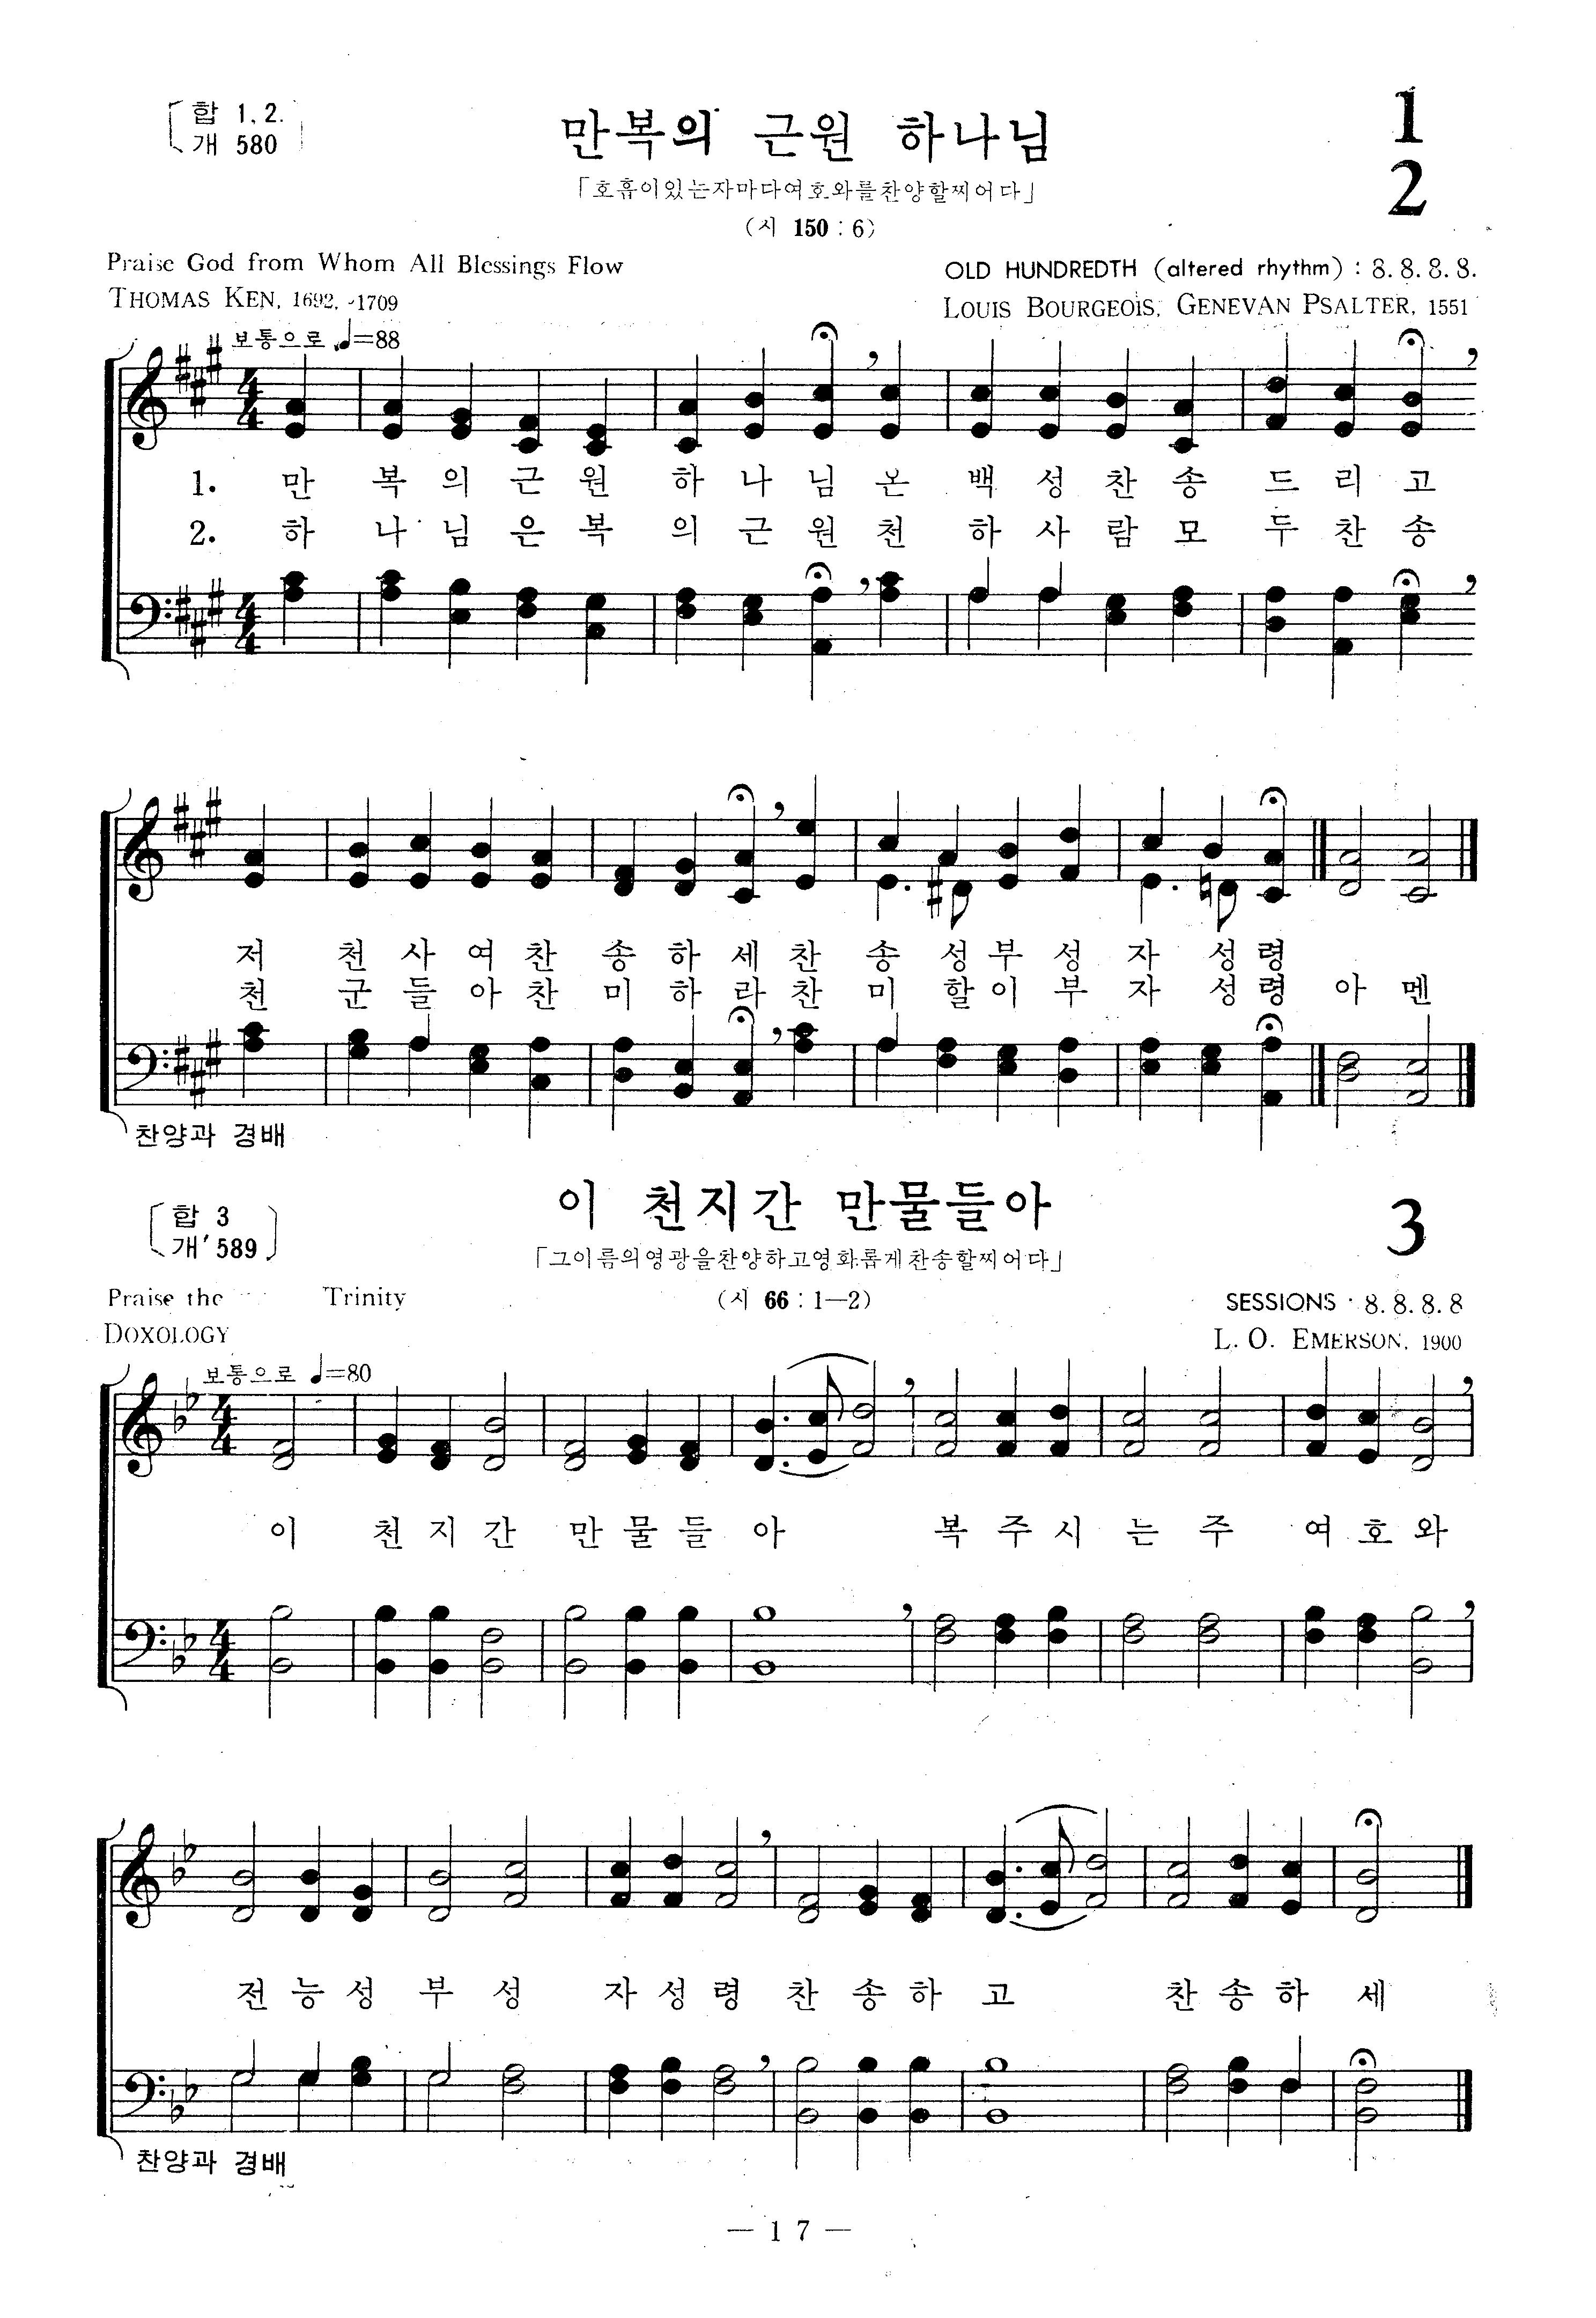 합 1, 2.
개 580
만복의 근원 하나님
1
2
「호흡이있는자마다여호와를찬양할찌어다」
(시 150 : 6)
Praise God from Whom All Blessings Flow
OLD HUNDREDTH (altered rhythm) : 8. 8. 8. 8.
THOMAS KEN, 1692, -1709
LOUIS BOURGEOIS, GENEVAN PSALTER, 1551
보통으로 ♩=88
1. 만 복 의 근 원 하 나 님 온 백 성 찬 송 드 리 고
2. 하 나 님 은 복 의 근 원 천 하 사 람 모 두 찬 송
저 천 사 여 찬 송 하 세 찬 송 성 부 성 자 성 령
천 군 들 아 찬 미 하 라 찬 미 할 이 부 자 성 령 아 멘
찬양과 경배
합 3
개 589
이 천지간 만물들아
3
「그이름의영광을찬양하고영화롭게찬송할찌어다」
Praise the Trinity
(시 66 : 1—2)
SESSIONS · 8. 8. 8. 8
DOXOLOGY
L. O. EMERSON, 1900
보통으로 ♩=80
이 천 지 간 만 물 들 아 복 주 시 는 주 여 호 와
전 능 성 부 성 자 성 령 찬 송 하 고 찬 송 하 세
찬양과 경배
— 1 7 —